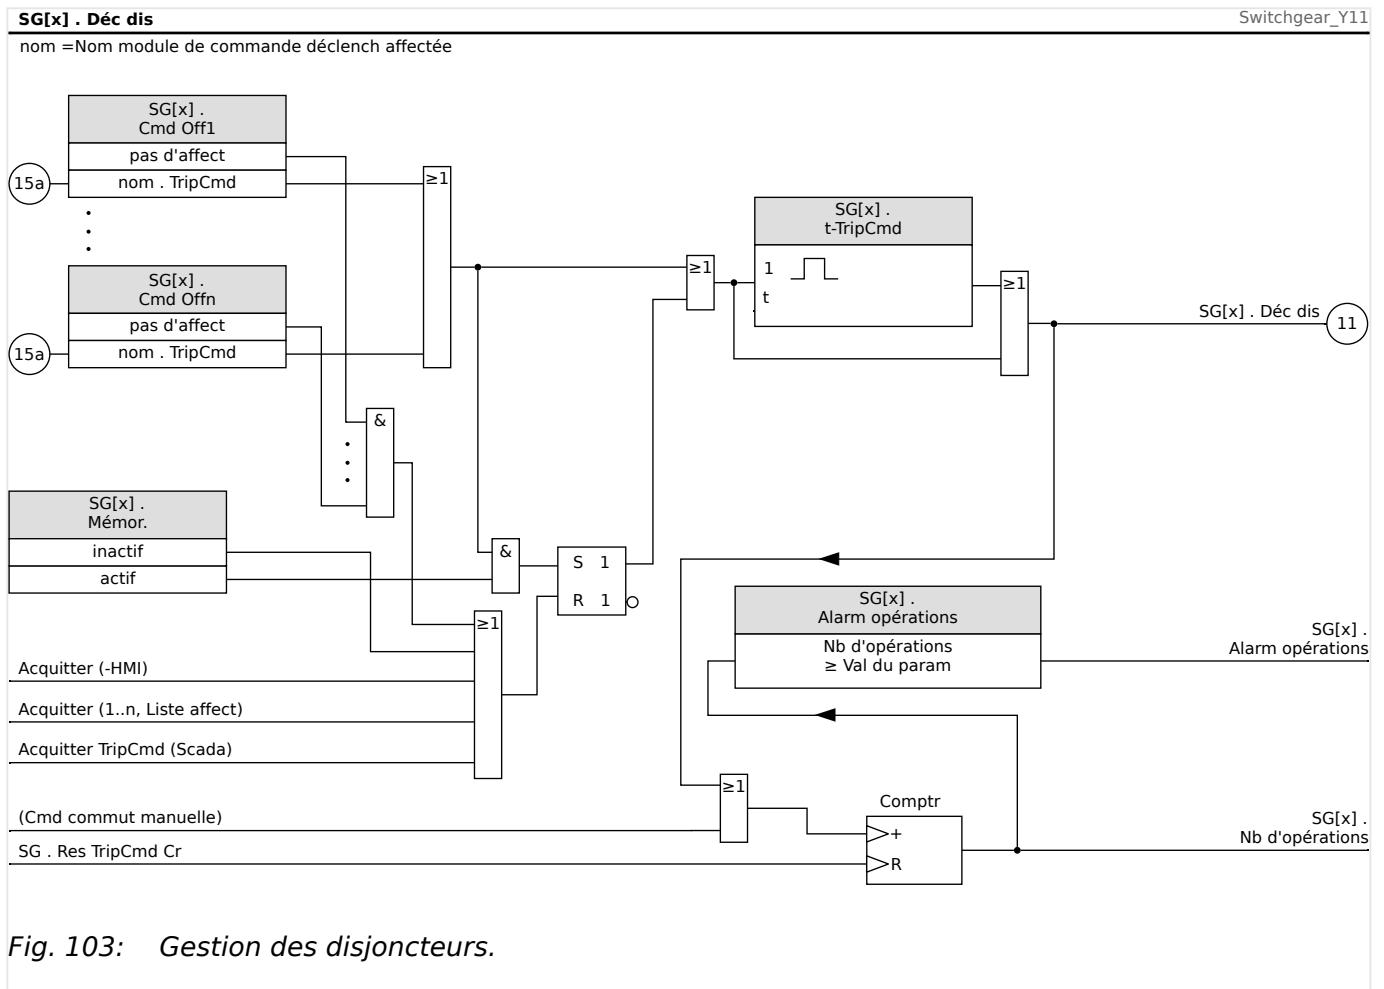 SG[x] . Déc dis
Switchgear_Y11
nom =Nom module de commande déclench affectée
SG[x] .
Cmd Off1
pas d'affect
15a
nom . TripCmd
≥1
SG[x] .
t-TripCmd
1
t
≥1
≥1
SG[x] .
Cmd Offn
pas d'affect
15a
nom . TripCmd
SG[x] . Déc dis
11
&
SG[x] .
Mémor.
inactif
actif
&
S 1
R 1
≥1
SG[x] .
Alarm opérations
Nb d'opérations
≥ Val du param
SG[x] .
Alarm opérations
Acquitter (-HMI)
Acquitter (1..n, Liste affect)
Acquitter TripCmd (Scada)
≥1
Comptr
(Cmd commut manuelle)
+
SG[x] .
Nb d'opérations
SG . Res TripCmd Cr
R
Fig. 103: Gestion des disjoncteurs.